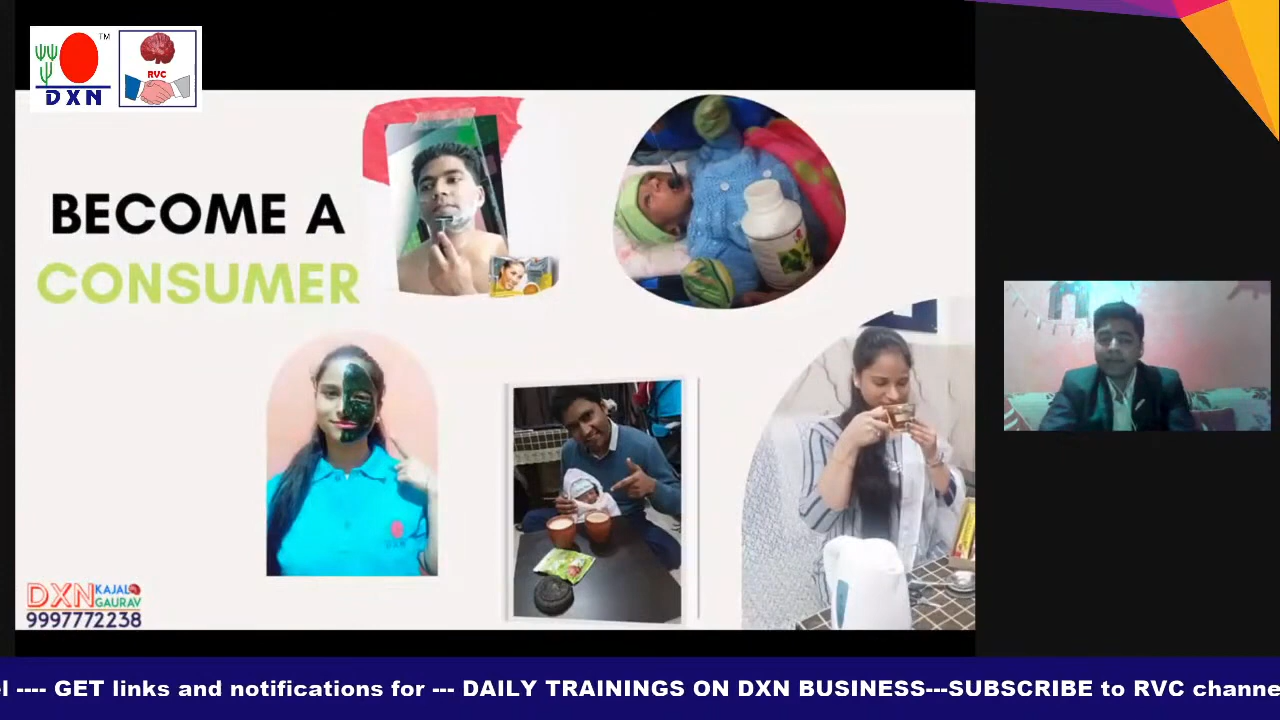 TM
DXN
RVC
BECOME A
CONSUMER
DXN
KAJAL
GAURAV
9997772238
l ---- GET links and notifications for --- DAILY TRAININGS ON DXN BUSINESS---SUBSCRIBE to RVC channe